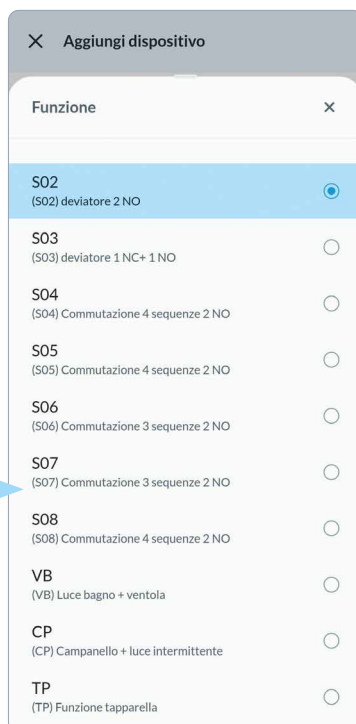 Aggiungi dispositivo
Funzione
S02
(S02) deviatore 2 NO
S03
(S03) deviatore 1 NC+ 1 NO
S04
(S04) Commutazione 4 sequenze 2 NO
S05
(S05) Commutazione 4 sequenze 2 NO
S06
(S06) Commutazione 3 sequenze 2 NO
S07
(S07) Commutazione 3 sequenze 2 NO
S08
(S08) Commutazione 4 sequenze 2 NO
VB
(VB) Luce bagno + ventola
CP
(CP) Campanello + luce intermittente
TP
(TP) Funzione tapparella